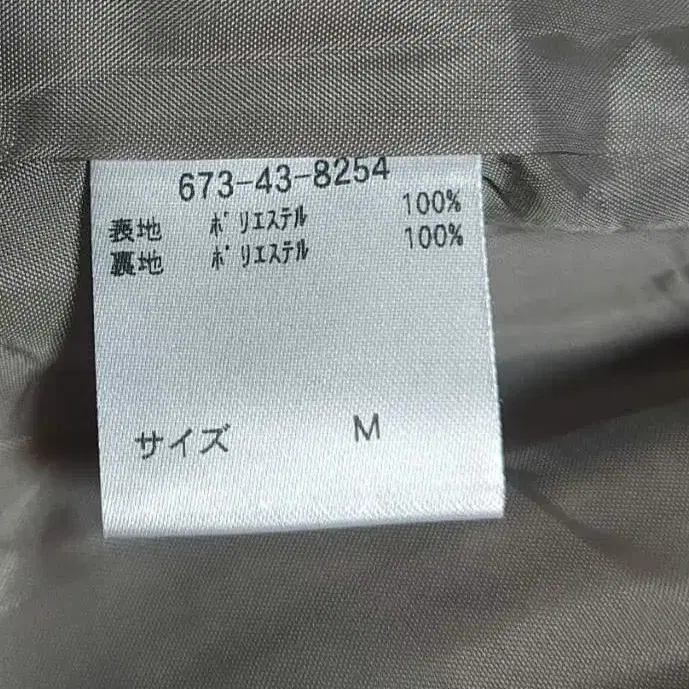 673-43-8254
表地 ﾎﾟﾘｴｽﾃﾙ 100%
裏地 ﾎﾟﾘｴｽﾃﾙ 100%
サイズ M